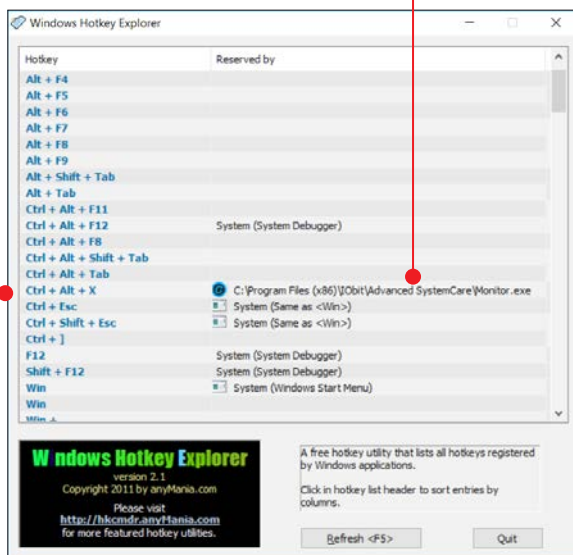 Windows Hotkey Explorer
Hotkey Reserved by
Alt + F4
Alt + F5
Alt + F6
Alt + F7
Alt + F8
Alt + F9
Alt + Shift + Tab
Alt + Tab
Ctrl + Alt + F11
Ctrl + Alt + F12 System (System Debugger)
Ctrl + Alt + F8
Ctrl + Alt + Shift + Tab
Ctrl + Alt + Tab
Ctrl + Alt + X C:\Program Files (x86)\IObit\Advanced SystemCare\Monitor.exe
Ctrl + Esc System (Same as <Win>)
Ctrl + Shift + Esc System (Same as <Win>)
Ctrl + ]
F12 System (System Debugger)
Shift + F12 System (System Debugger)
Win System (Windows Start Menu)
Win
Win +
W ndows Hotkey Explorer
version 2.1
Copyright 2011 by anyMania.com
Please visit
http://hkcmdr.anyMania.com
for more featured hotkey utilities.
A free hotkey utility that lists all hotkeys registered
by Windows applications.
Click in hotkey list header to sort entries by
columns.
Refresh <F5> Quit